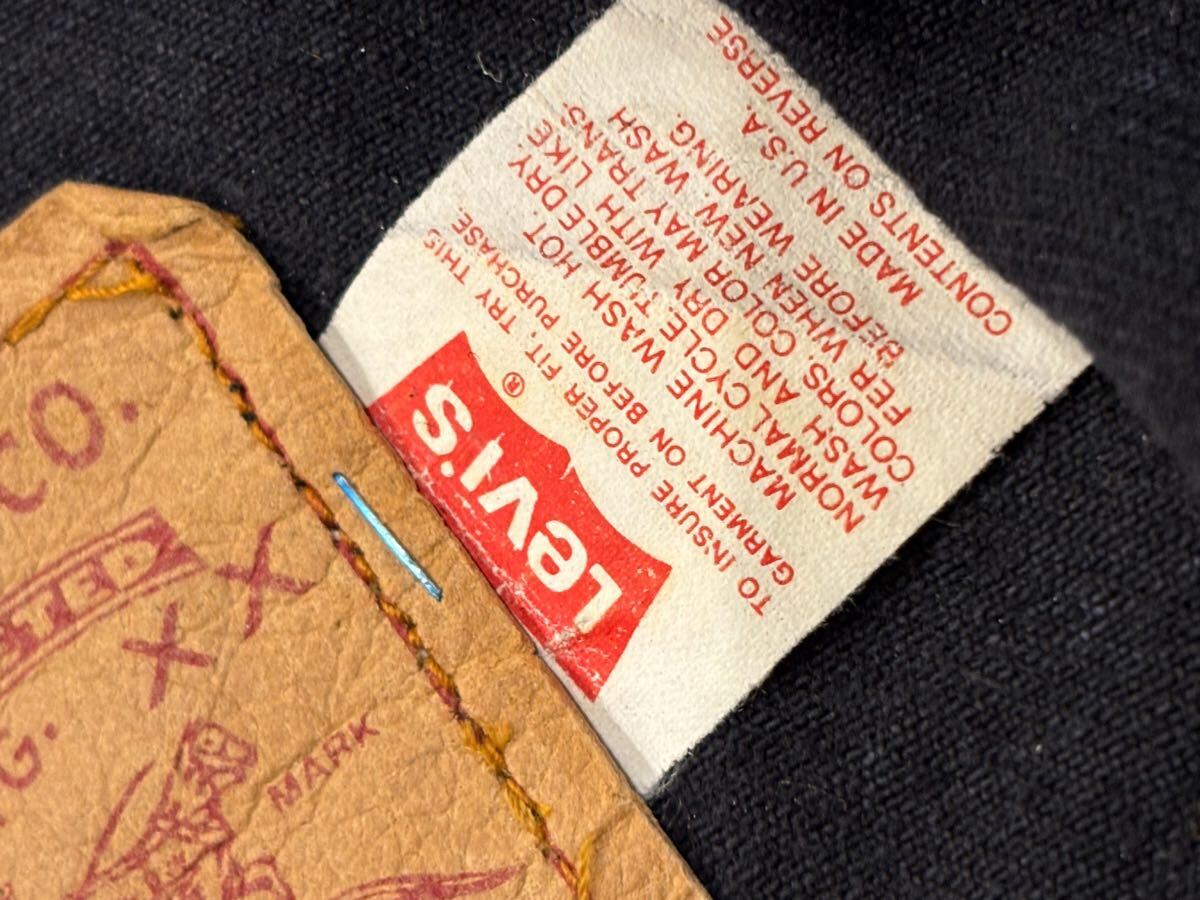 LEVI'S ®
TO INSURE PROPER FIT, TRY THIS
GARMENT ON BEFORE PURCHASE
MACHINE WASH HOT.
NORMAL CYCLE TUMBLE DRY.
WASH AND DRY WITH LIKE
COLORS. COLOR MAY TRANS-
FER WHEN NEW. WASH
BEFORE WEARING.
MADE IN U.S.A.
CONTENTS ON REVERSE
CO.
XX
MARK